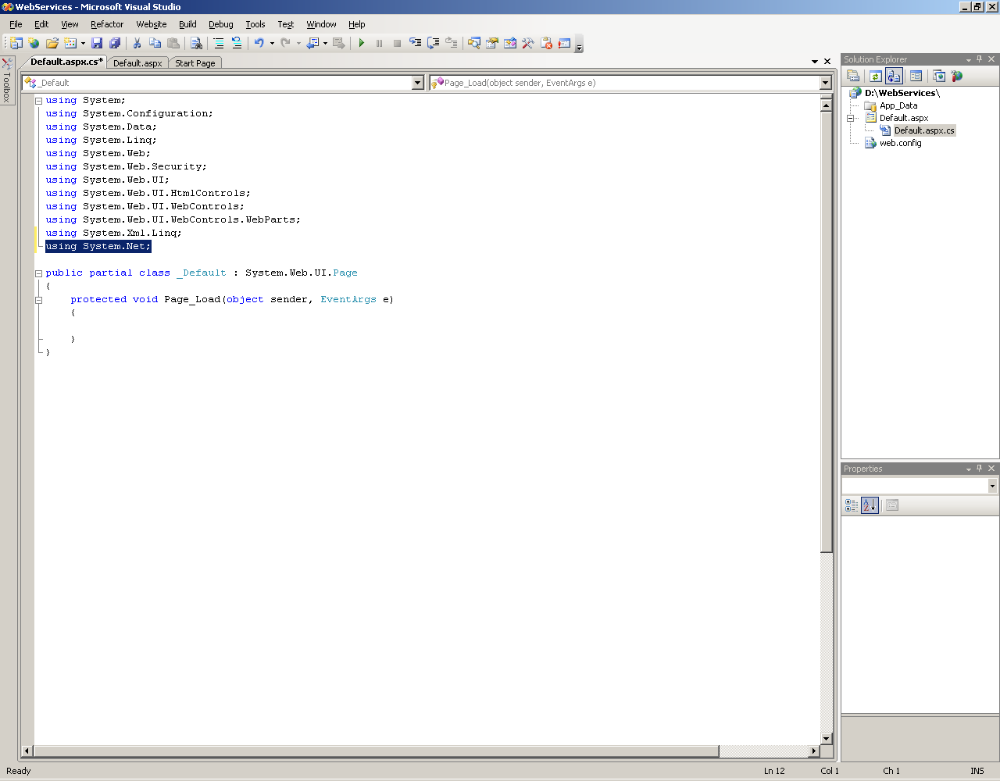 WebServices - Microsoft Visual Studio
File Edit View Refactor Website Build Debug Tools Test Window Help
Toolbox
Default.aspx.cs* Default.aspx Start Page
_Default Page_Load(object sender, EventArgs e)
using System;
using System.Configuration;
using System.Data;
using System.Linq;
using System.Web;
using System.Web.Security;
using System.Web.UI;
using System.Web.UI.HtmlControls;
using System.Web.UI.WebControls;
using System.Web.UI.WebControls.WebParts;
using System.Xml.Linq;
using System.Net;
public partial class _Default : System.Web.UI.Page
{
protected void Page_Load(object sender, EventArgs e)
{
}
}
Solution Explorer
D:\WebServices\
App_Data
Default.aspx
Default.aspx.cs
web.config
Properties
Ready Ln 12 Col 1 Ch 1 INS